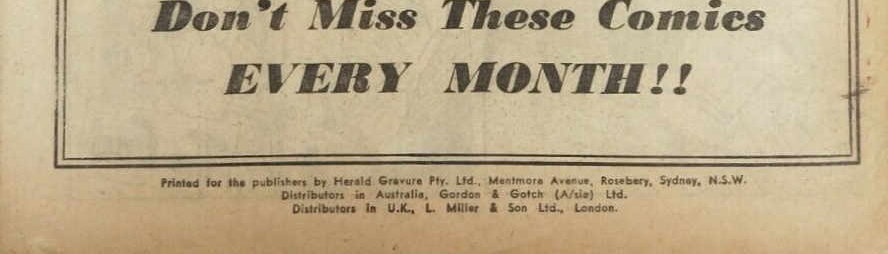 Don't Miss These Comics
EVERY MONTH!!
Printed for the publishers by Herald Gravure Pty. Ltd., Mentmore Avenue, Rosebery, Sydney, N.S.W.
Distributors in Australia, Gordon & Gotch (A/sia) Ltd.
Distributors in U.K., L. Miller & Son Ltd., London.